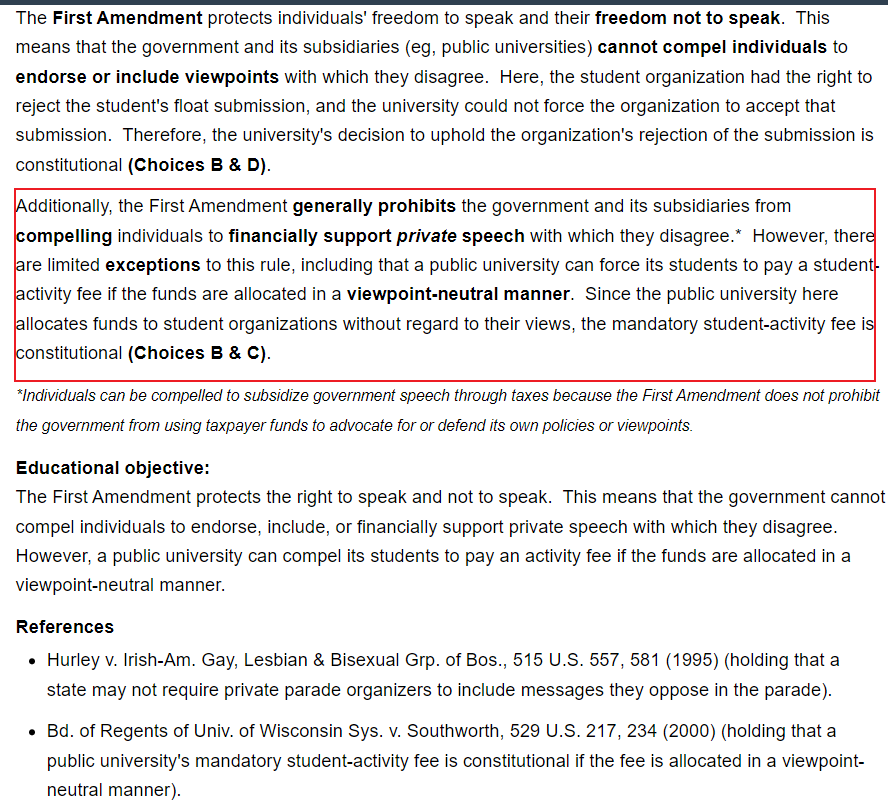 The First Amendment protects individuals' freedom to speak and their freedom not to speak.  This
means that the government and its subsidiaries (eg, public universities) cannot compel individuals to
endorse or include viewpoints with which they disagree.  Here, the student organization had the right to
reject the student's float submission, and the university could not force the organization to accept that
submission.  Therefore, the university's decision to uphold the organization's rejection of the submission is
constitutional (Choices B & D).
Additionally, the First Amendment generally prohibits the government and its subsidiaries from
compelling individuals to financially support private speech with which they disagree.*  However, there
are limited exceptions to this rule, including that a public university can force its students to pay a student-
activity fee if the funds are allocated in a viewpoint-neutral manner.  Since the public university here
allocates funds to student organizations without regard to their views, the mandatory student-activity fee is
constitutional (Choices B & C).
*Individuals can be compelled to subsidize government speech through taxes because the First Amendment does not prohibit
the government from using taxpayer funds to advocate for or defend its own policies or viewpoints.
Educational objective:
The First Amendment protects the right to speak and not to speak.  This means that the government cannot
compel individuals to endorse, include, or financially support private speech with which they disagree.
However, a public university can compel its students to pay an activity fee if the funds are allocated in a
viewpoint-neutral manner.
References
• Hurley v. Irish-Am. Gay, Lesbian & Bisexual Grp. of Bos., 515 U.S. 557, 581 (1995) (holding that a
state may not require private parade organizers to include messages they oppose in the parade).
• Bd. of Regents of Univ. of Wisconsin Sys. v. Southworth, 529 U.S. 217, 234 (2000) (holding that a
public university's mandatory student-activity fee is constitutional if the fee is allocated in a viewpoint-
neutral manner).